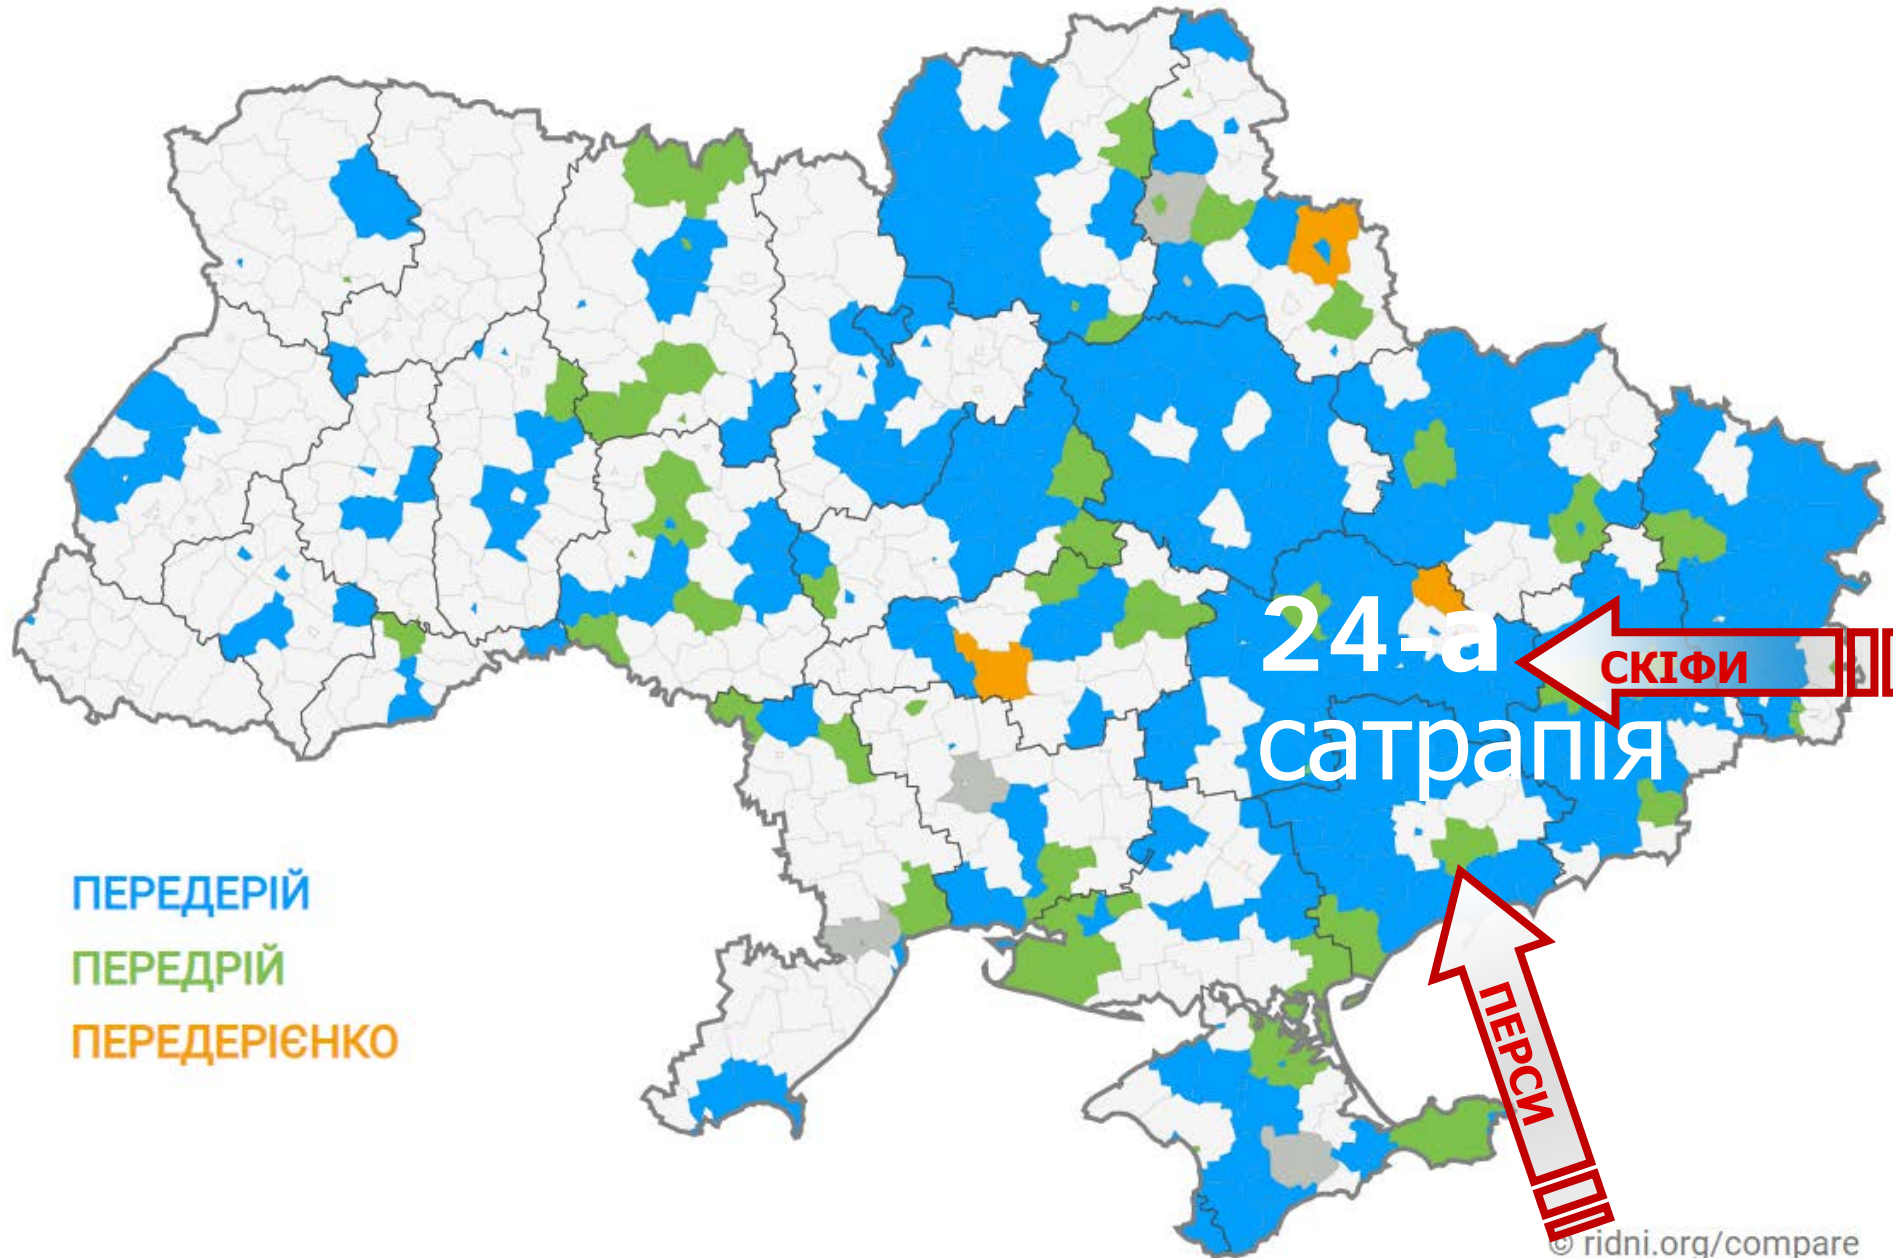 24-а
СКІФИ
сатрапія
ПЕРЕДЕРІЙ
ПЕРЕДРІЙ
ПЕРЕДЕРІЄНКО
ПЕРСИ
© ridni.org/compare